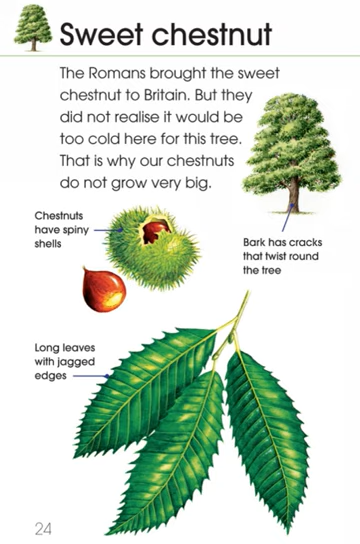 Sweet chestnut
The Romans brought the sweet
chestnut to Britain. But they
did not realise it would be
too cold here for this tree.
That is why our chestnuts
do not grow very big.
Chestnuts
have spiny
shells
Bark has cracks
that twist round
the tree
Long leaves
with jagged
edges
24